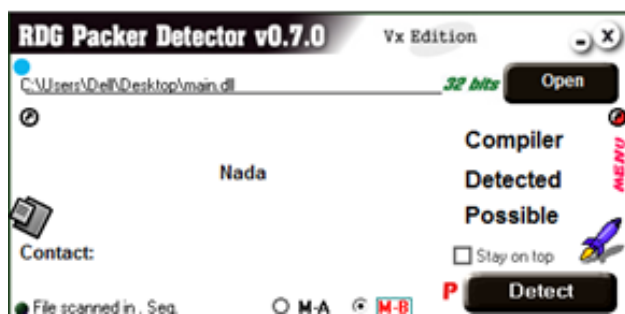 RDG Packer Detector v0.7.0 Vx Edition
C:\Users\Dell\Desktop\main.dll 32 bits Open
Compiler
MENU
Nada Detected
Possible
Contact: Stay on top
P Detect
File scanned in . Seg. M-A M-B